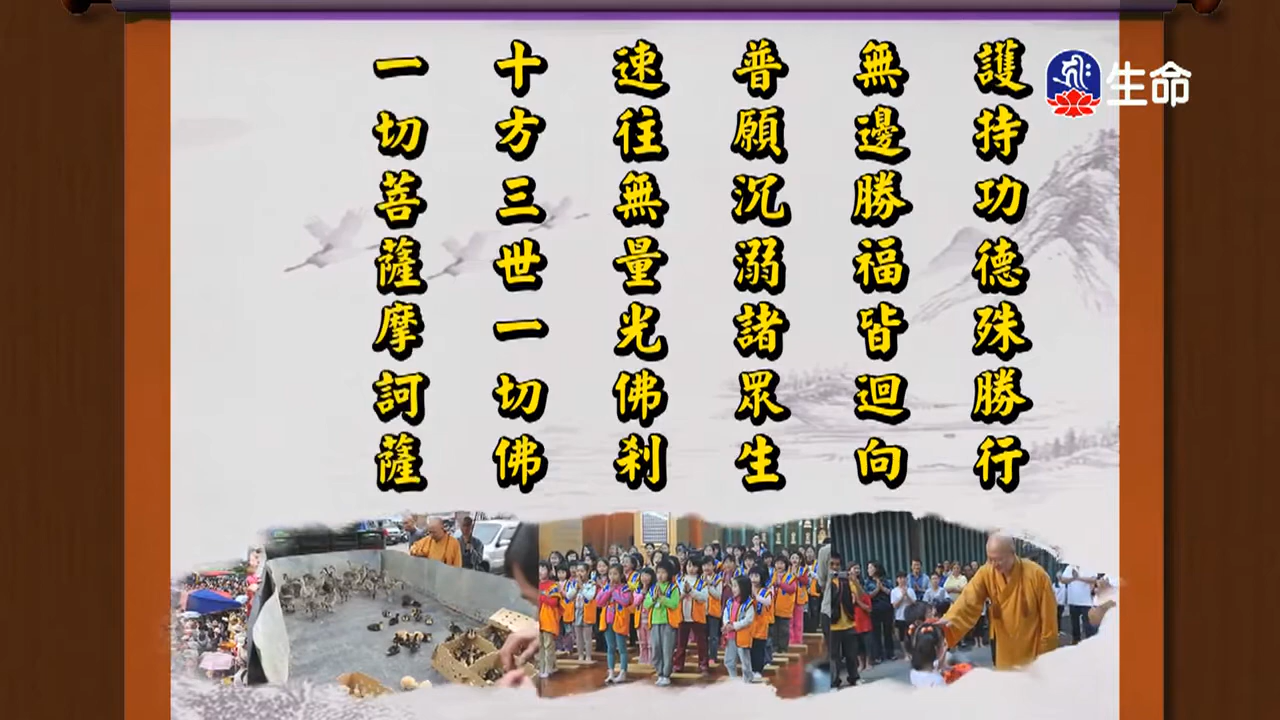 護持功德殊勝行
無邊勝福皆迴向
普願沉溺諸眾生
速往無量光佛剎
十方三世一切佛
一切菩薩摩訶薩
生命